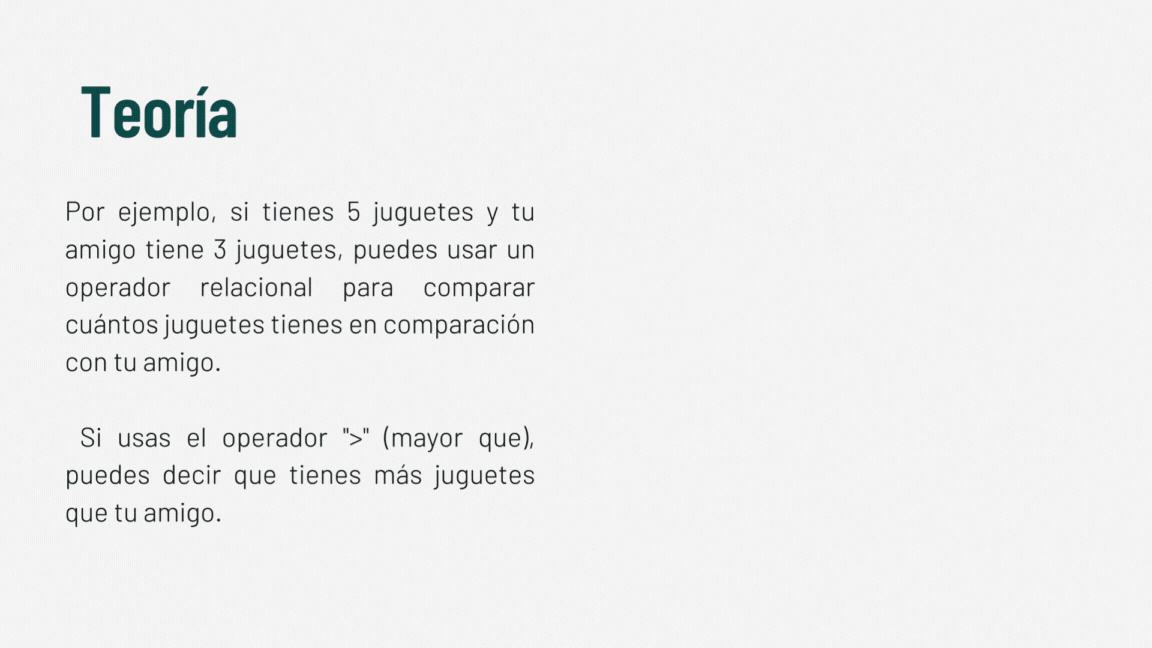 Teoría
Por ejemplo, si tienes 5 juguetes y tu
amigo tiene 3 juguetes, puedes usar un
operador relacional para comparar
cuántos juguetes tienes en comparación
con tu amigo.
Si usas el operador ">" (mayor que),
puedes decir que tienes más juguetes
que tu amigo.